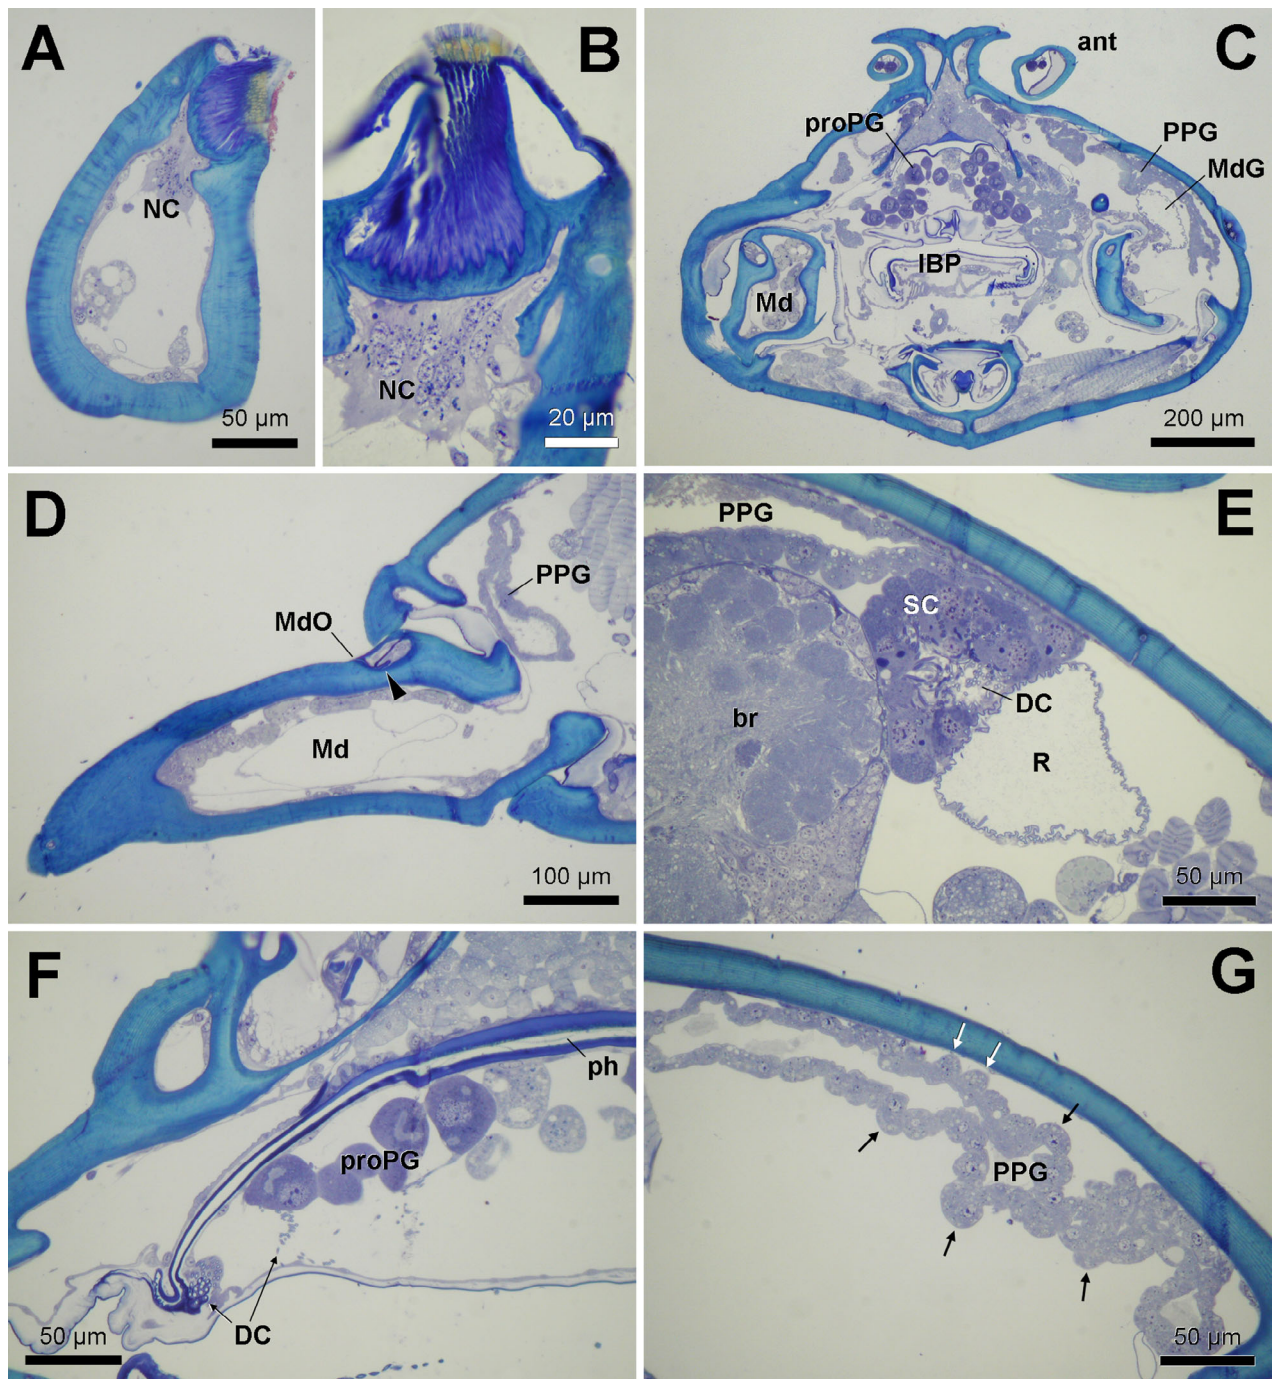 A
NC
50 µm
B
NC
20 µm
C
ant
proPG
PPG
MdG
IBP
Md
200 µm
D
PPG
MdO
Md
100 µm
E
PPG
SC
DC
br
R
50 µm
F
ph
proPG
DC
50 µm
G
PPG
50 µm